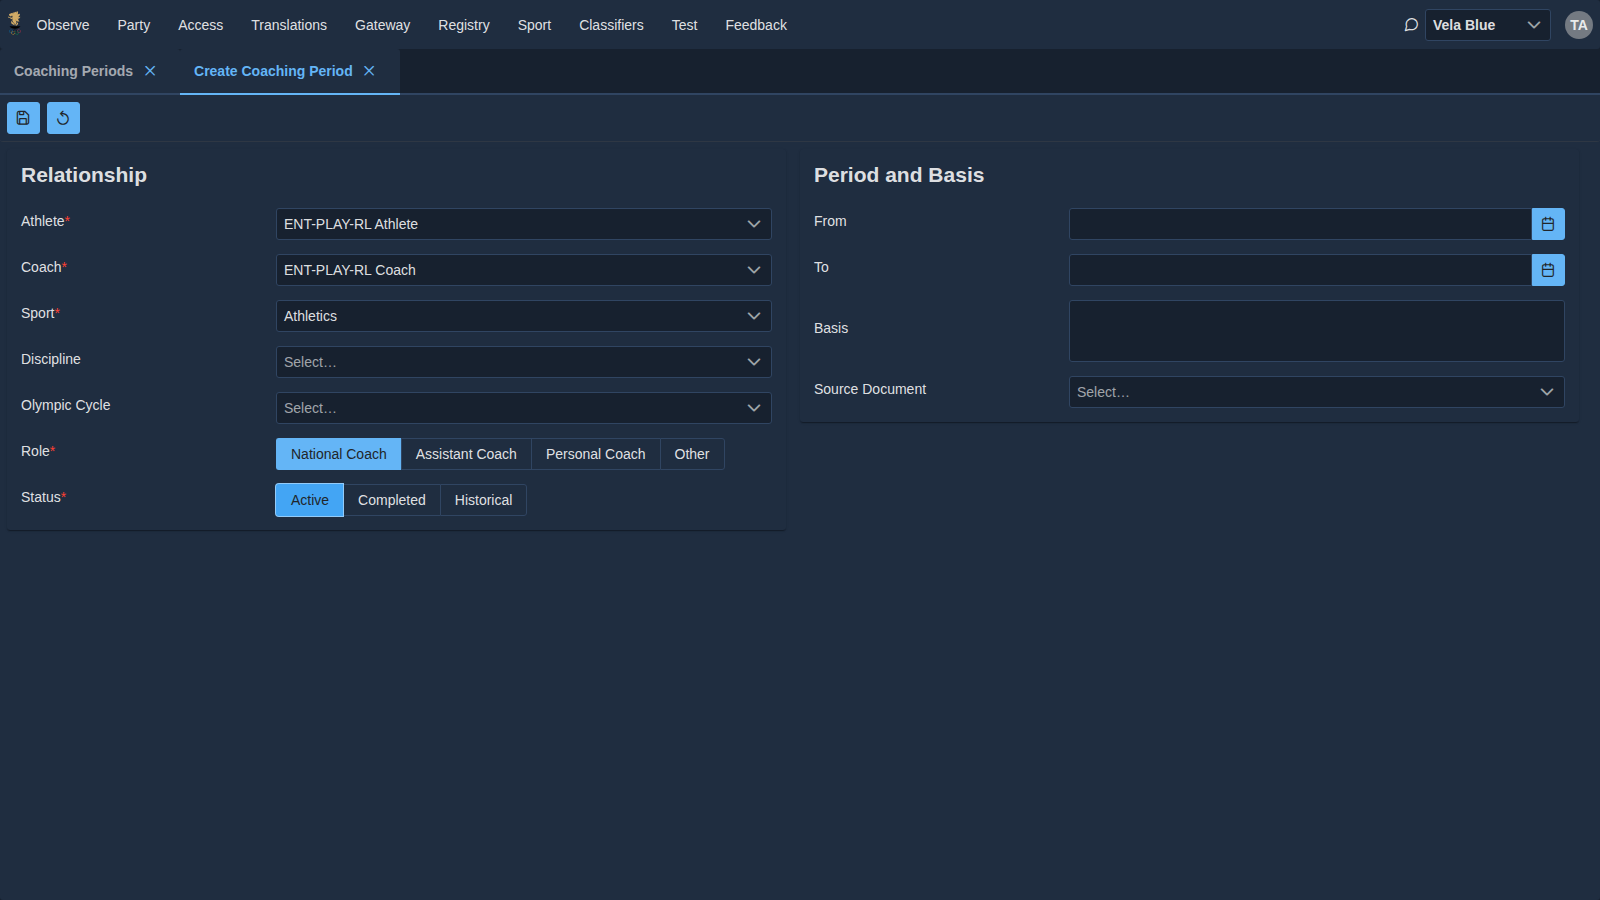 Observe Party Access Translations Gateway Registry Sport Classifiers Test Feedback Vela Blue TA
Coaching Periods Create Coaching Period
Relationship
Athlete* ENT-PLAY-RL Athlete
Coach* ENT-PLAY-RL Coach
Sport* Athletics
Discipline Select...
Olympic Cycle Select...
Role* National Coach Assistant Coach Personal Coach Other
Status* Active Completed Historical
Period and Basis
From
To
Basis
Source Document Select...